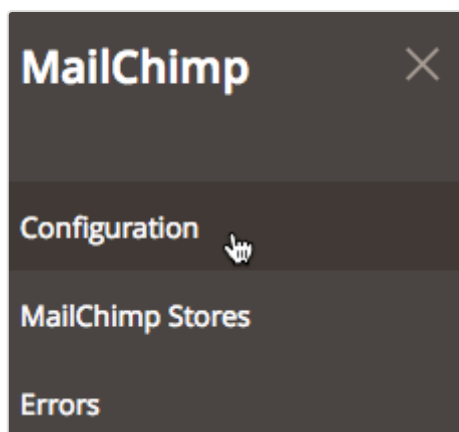 MailChimp
Configuration
MailChimp Stores
Errors